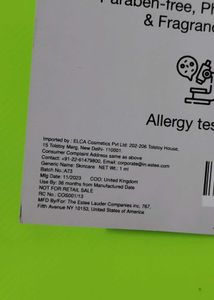 Paraben-free, Ph
& Fragranc
Allergy tes
Imported by : ELCA Cosmetics Pvt Ltd. 202-206 Tolstoy House,
15 Tolstoy Marg, New Delhi- 110001.
Consumer Complaint Address same as above
Contact: +91-22-61479800, Email: corporate@in.estee.com
Generic Name: Skincare  NET Wt.: 1 ml
Batch No.:A73
Mfg Date: 11/2023  COO: United Kingdom
Use By: 36 months from Manufactured Date
NOT FOR RETAIL SALE
RC No.: COS001/13
MFD By/For: The Estee Lauder Companies inc. 767,
Fifth Avenue NY 10153, United States of America